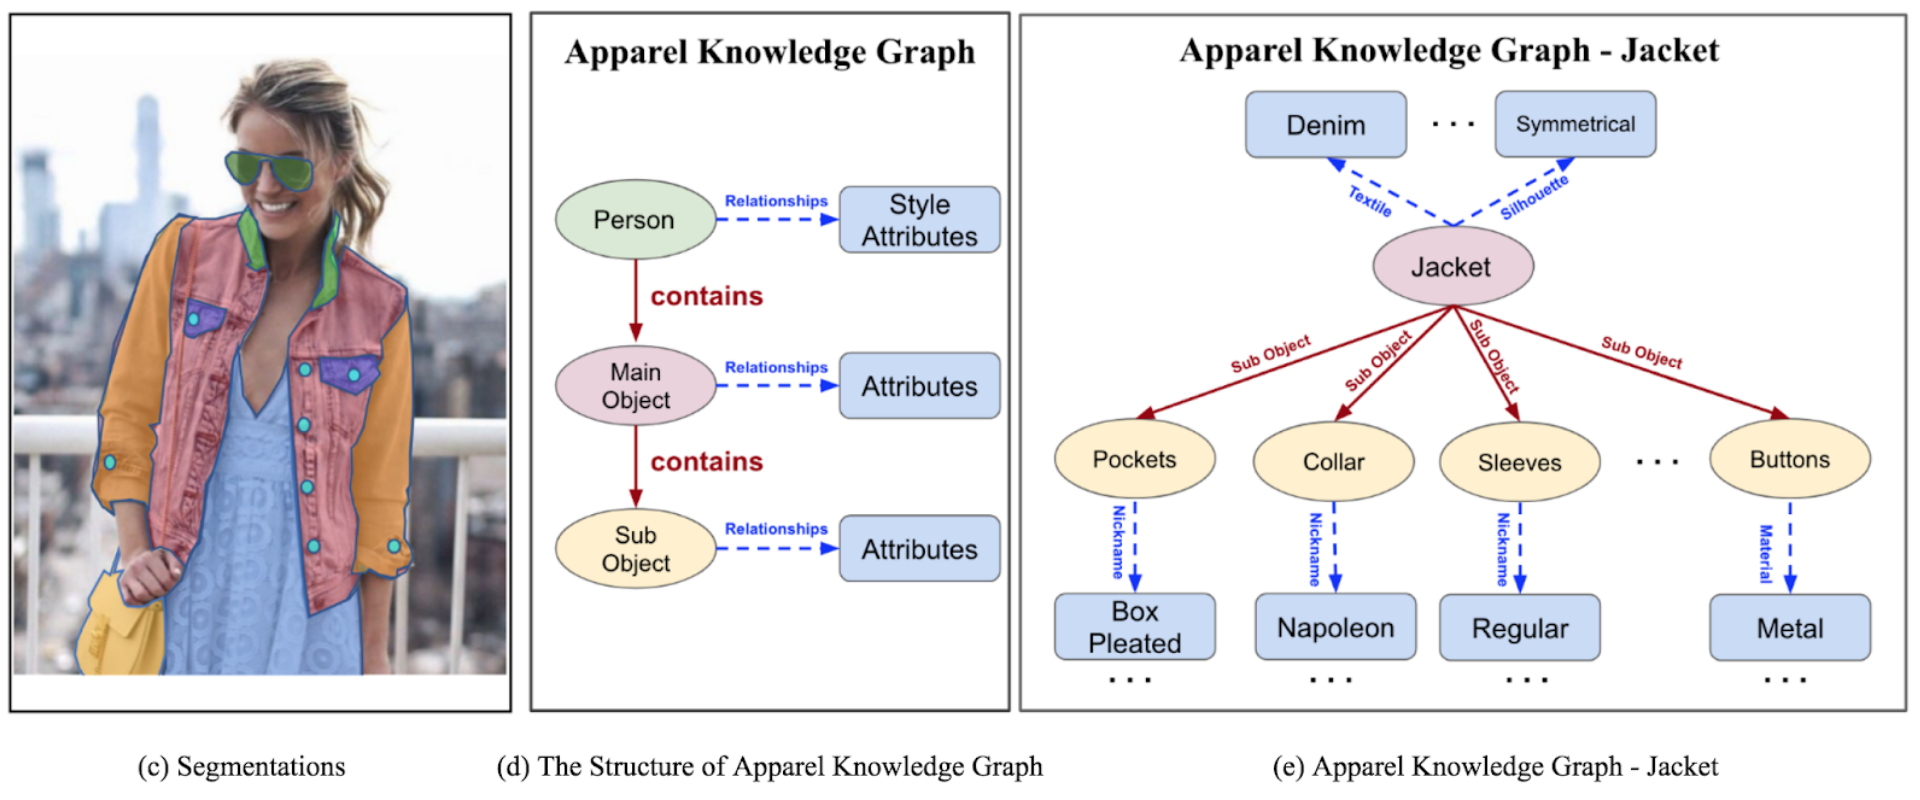 Apparel Knowledge Graph
Person
Relationships
Style
Attributes
contains
Main
Object
Relationships
Attributes
contains
Sub
Object
Relationships
Attributes
Apparel Knowledge Graph - Jacket
Denim
. . .
Symmetrical
Textile
Silhouette
Jacket
Sub Object
Sub Object
Sub Object
Sub Object
Pockets
Collar
Sleeves
. . .
Buttons
Nickname
Nickname
Nickname
Material
Box
Pleated
Napoleon
Regular
Metal
. . .
. . .
. . .
. . .
(c) Segmentations
(d) The Structure of Apparel Knowledge Graph
(e) Apparel Knowledge Graph - Jacket